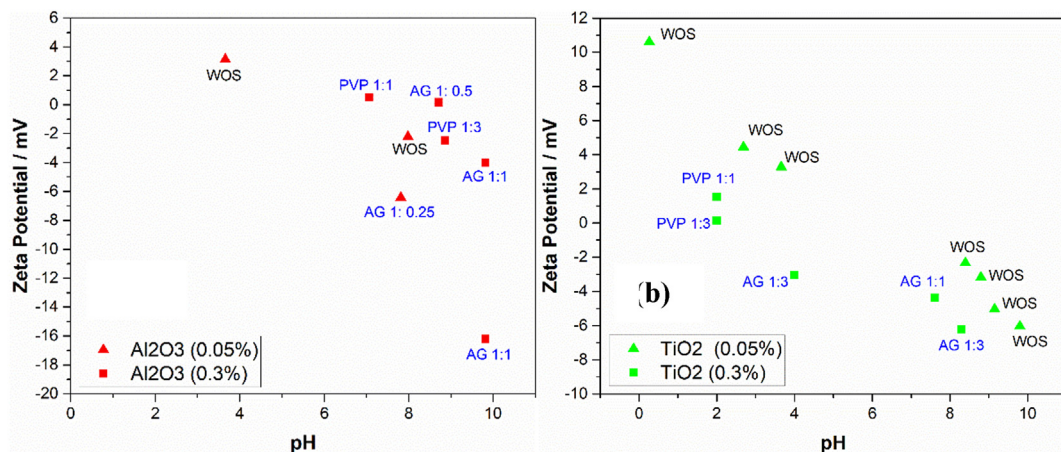 6
4
2
0
-2
-4
-6
-8
-10
-12
-14
-16
-18
-20
Zeta Potential / mV
WOS
PVP 1:1
AG 1: 0.5
PVP 1:3
WOS
AG 1:1
AG 1: 0.25
AG 1:1
Al2O3 (0.05%)
Al2O3 (0.3%)
0 2 4 6 8 10
pH
12
10
8
6
4
2
0
-2
-4
-6
-8
-10
Zeta Potential / mV
WOS
WOS
WOS
PVP 1:1
PVP 1:3
WOS
AG 1:3
AG 1:1
WOS
(b)
WOS
WOS
AG 1:3
TiO2 (0.05%)
TiO2 (0.3%)
0 2 4 6 8 10
pH